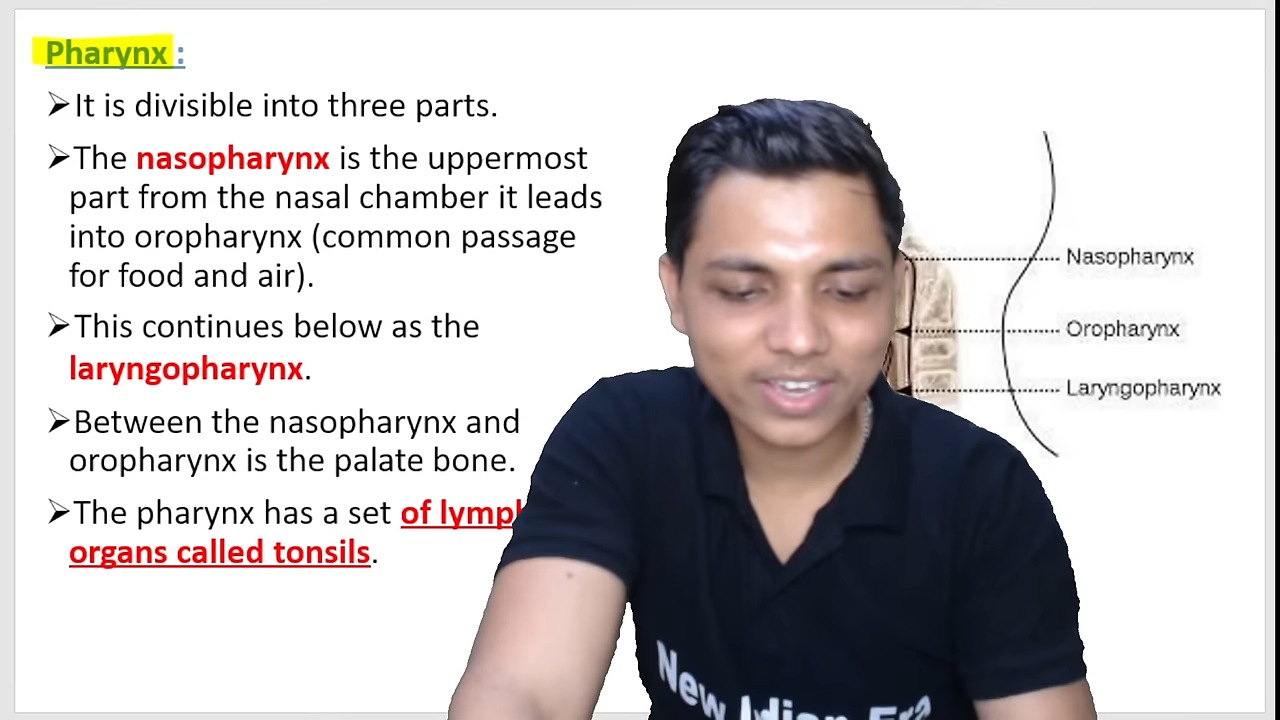 Pharynx :
➢It is divisible into three parts.
➢The nasopharynx is the uppermost
part from the nasal chamber it leads
into oropharynx (common passage
for food and air).
➢This continues below as the
laryngopharynx.
➢Between the nasopharynx and
oropharynx is the palate bone.
➢The pharynx has a set of
organs called tonsils.
Nasopharynx
Oropharynx
Laryngopharynx
New